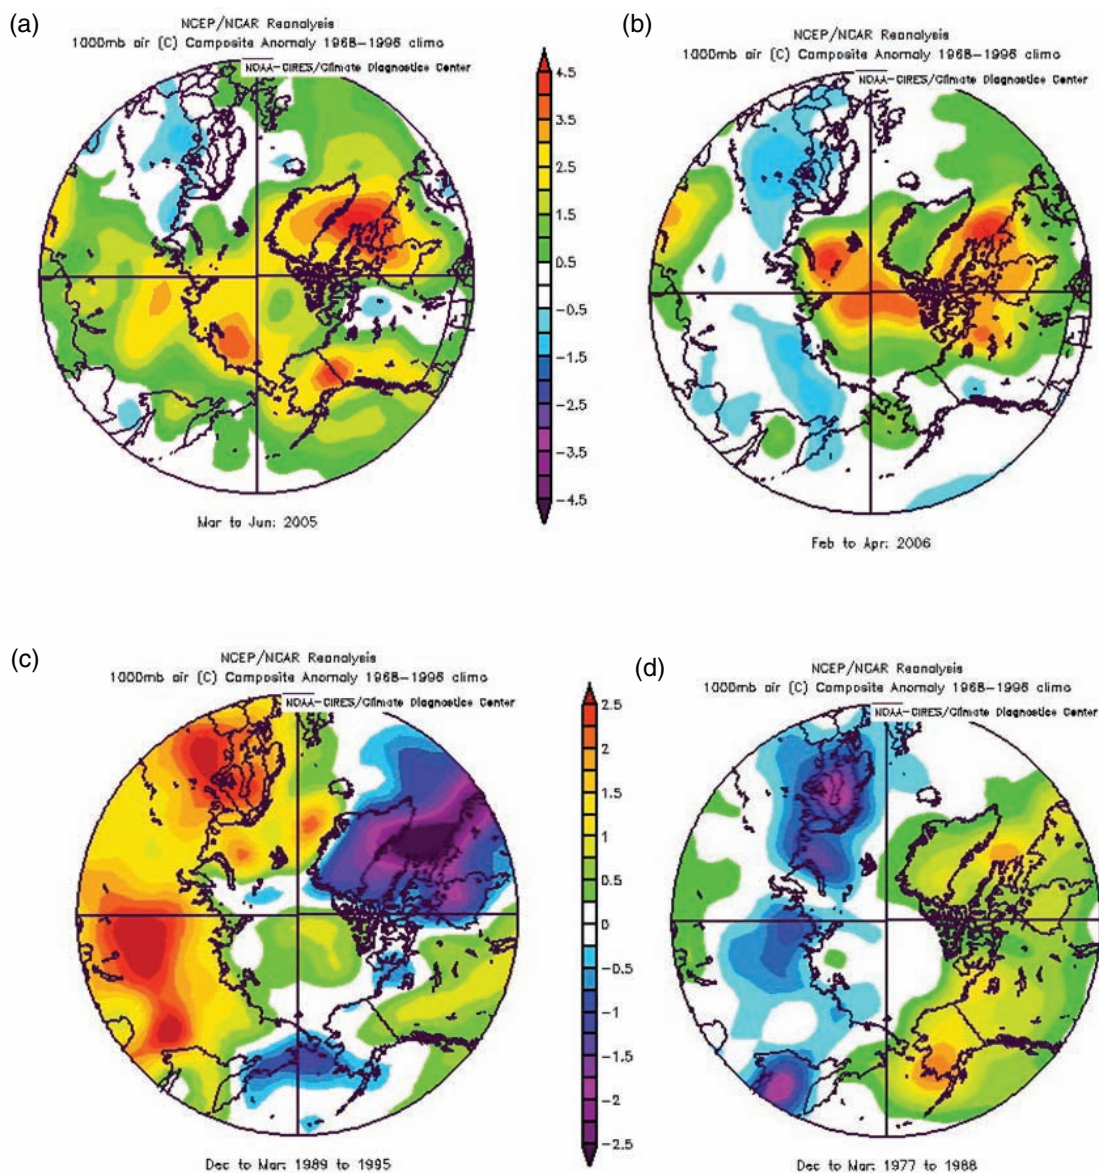 (a)
NCEP/NCAR Reanalysis
1000mb air (C) Composite Anomaly 1968-1996 climo
NOAA-CIRES/Climate Diagnostics Center
4.5
3.5
2.5
1.5
0.5
-0.5
-1.5
-2.5
-3.5
-4.5
Mar to Jun: 2005
(b)
NCEP/NCAR Reanalysis
1000mb air (C) Composite Anomaly 1968-1996 climo
NOAA-CIRES/Climate Diagnostics Center
Feb to Apr: 2006
(c)
NCEP/NCAR Reanalysis
1000mb air (C) Composite Anomaly 1968-1996 climo
NOAA-CIRES/Climate Diagnostics Center
2.5
2
1.5
1
0.5
0
-0.5
-1
-1.5
-2
-2.5
Dec to Mar: 1989 to 1995
(d)
NCEP/NCAR Reanalysis
1000mb air (C) Composite Anomaly 1968-1996 climo
NOAA-CIRES/Climate Diagnostics Center
Dec to Mar: 1977 to 1988